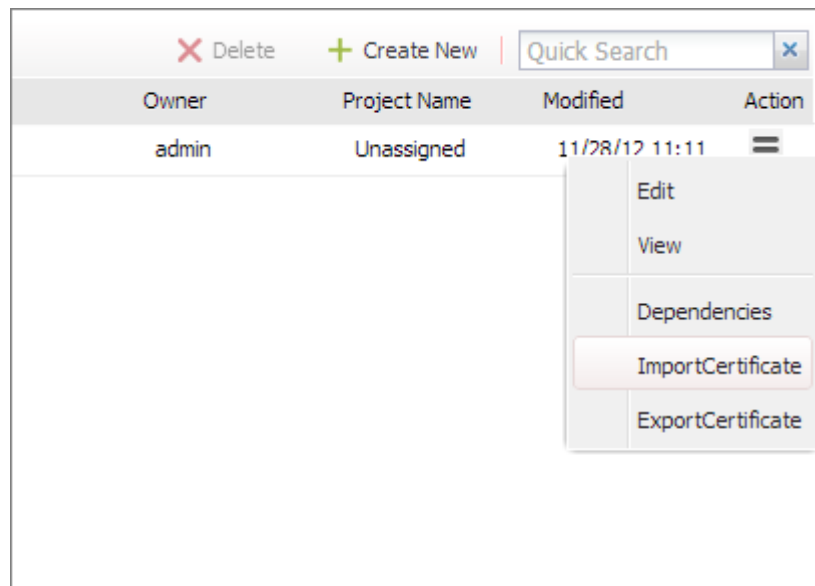 Delete Create New Quick Search
Owner Project Name Modified Action
admin Unassigned 11/28/12 11:11
Edit
View
Dependencies
ImportCertificate
ExportCertificate